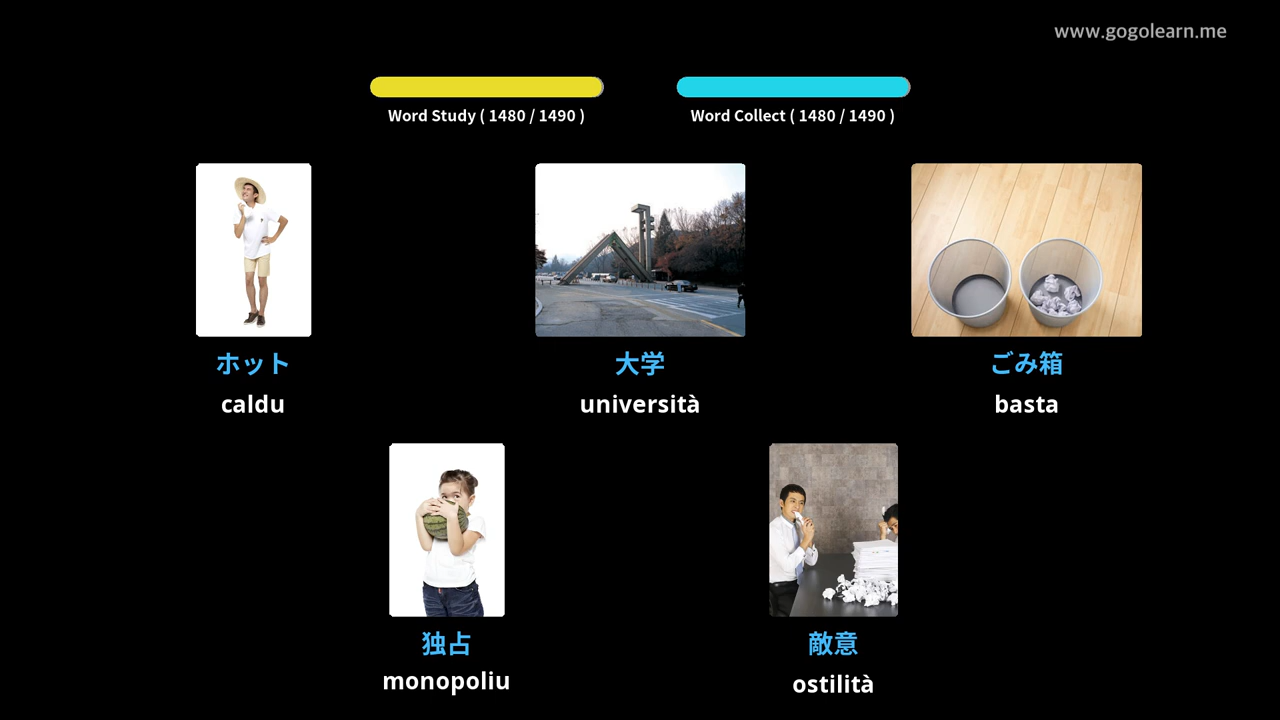 www.gogolearn.me
Word Study ( 1480 / 1490 )
Word Collect ( 1480 / 1490 )
ホット
caldu
大学
università
ごみ箱
basta
独占
monopoliu
敵意
ostilità